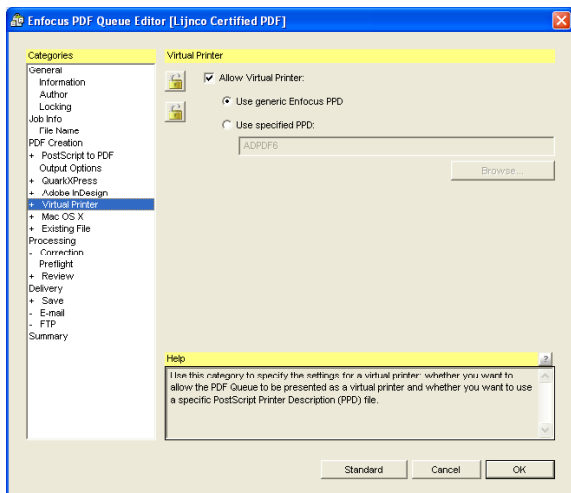 Enfocus PDF Queue Editor [Lijnco Certified PDF]
Categories
General
Information
Author
Locking
Job Info
File Name
PDF Creation
+ PostScript to PDF
Output Options
+ QuarkXPress
+ Adobe InDesign
+ Virtual Printer
+ Mac OS X
+ Existing File
Processing
- Correction
Preflight
+ Review
Delivery
+ Save
- E-mail
- FTP
Summary
Virtual Printer
Allow Virtual Printer:
Use generic Enfocus PPD
Use specified PPD:
ADPDF6
Browse...
Help
?
Use this category to specify the settings for a virtual printer: whether you want to
allow the PDF Queue to be presented as a virtual printer and whether you want to use
a specific PostScript Printer Description (PPD) file.
Standard
Cancel
OK